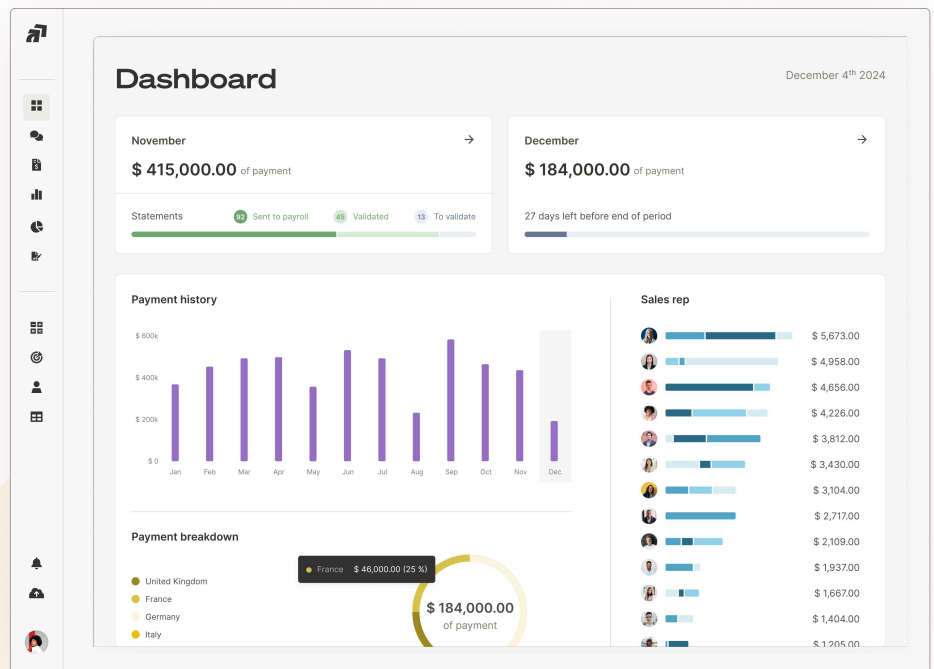 Dashboard
December 4th 2024
November
$ 415,000.00 of payment
Statements 92 Sent to payroll 45 Validated 13 To validate
December
$ 184,000.00 of payment
27 days left before end of period
Payment history
$ 600k
$ 400k
$ 200k
$ 0
Jan Feb Mar Apr May Jun Jul Aug Sep Oct Nov Dec
Payment breakdown
United Kingdom
France
Germany
Italy
France $ 46,000.00 (25 %)
$ 184,000.00
of payment
Sales rep
$ 5,673.00
$ 4,958.00
$ 4,656.00
$ 4,226.00
$ 3,812.00
$ 3,430.00
$ 3,104.00
$ 2,717.00
$ 2,109.00
$ 1,937.00
$ 1,667.00
$ 1,404.00
$ 1,205.00